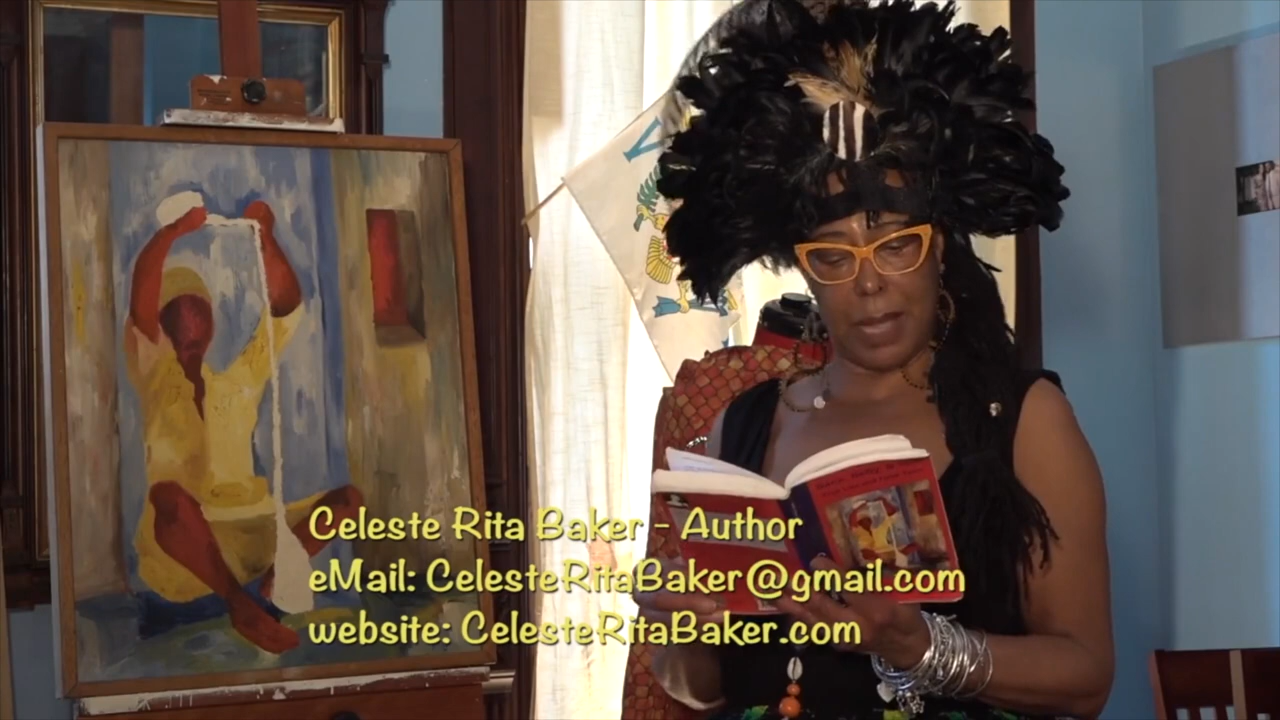 V
Celeste Rita Baker - Author
eMail: CelesteRitaBaker@gmail.com
website: CelesteRitaBaker.com